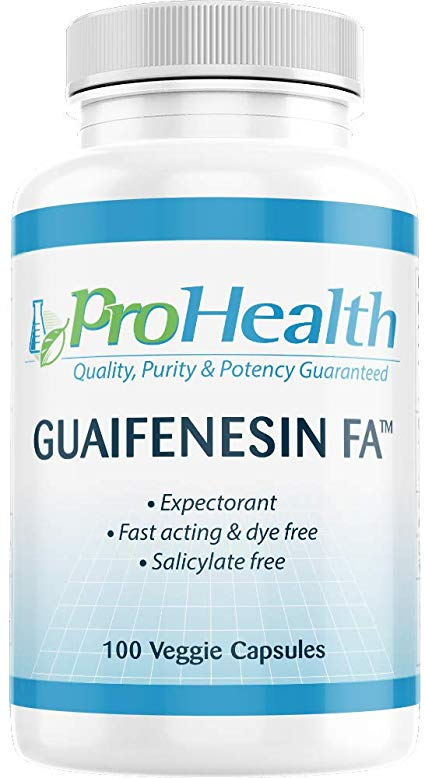 ProHealth
Quality, Purity & Potency Guaranteed
GUAIFENESIN FA™
• Expectorant
• Fast acting & dye free
• Salicylate free
100 Veggie Capsules